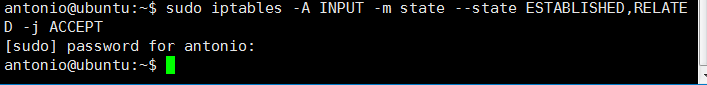 antonio@ubuntu:~$ sudo iptables -A INPUT -m state --state ESTABLISHED,RELATE
D -j ACCEPT
[sudo] password for antonio:
antonio@ubuntu:~$